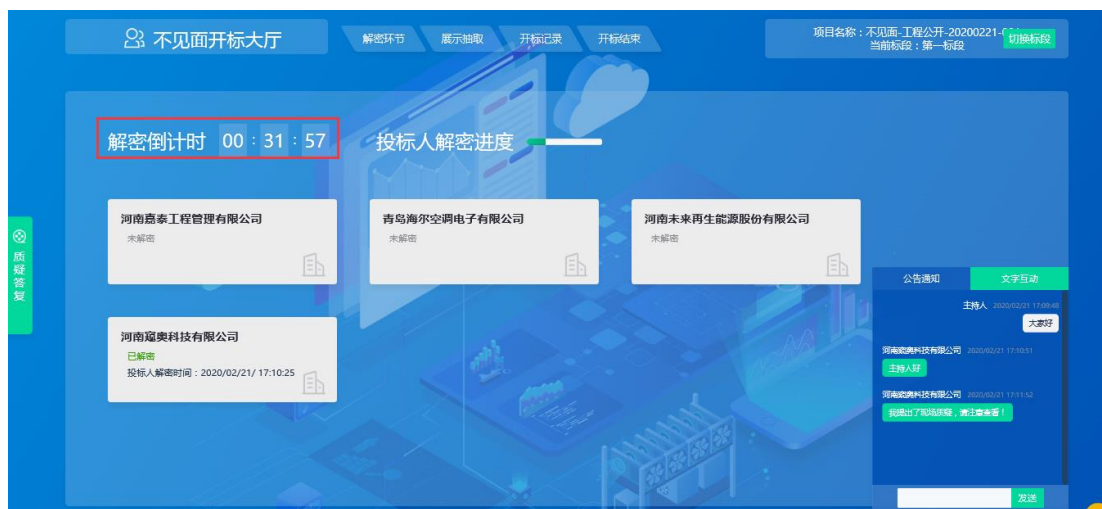 不见面开标大厅
解密环节
展示抽取
开标记录
开标结束
项目名称：不见面-工程公开-20200221-
当前标段：第一标段
切换标段
解密倒计时 00 : 31 : 57
投标人解密进度
河南嘉泰工程管理有限公司
未解密
青岛海尔空调电子有限公司
未解密
河南未来再生能源股份有限公司
未解密
质疑答复
公告通知
文字互动
主持人 2020/02/21 17:09:48
大家好
河南窥奥科技有限公司
已解密
投标人解密时间：2020/02/21/ 17:10:25
河南窥奥科技有限公司 2020/02/21 17:10:51
主持人好
河南窥奥科技有限公司 2020/02/21 17:11:52
我提出了现场质疑，请注意查看！
发送